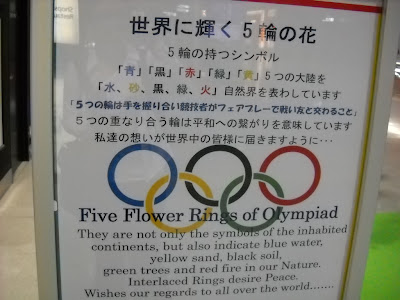 世界に輝く5輪の花
5輪の持つシンボル
「青」「黒」「赤」「緑」「黄」5つの大陸を
「水、砂、黒、緑、火」自然界を表わしています
「5つの輪は手を握り合い競技者がフェアプレーで戦い友と交わること」
5つの重なり合う輪は平和への繋がりを意味しています
私達の想いが世界中の皆様に届きますように･･･
Five Flower Rings of Olympiad
They are not only the symbols of the inhabited
continents, but also indicate blue water,
yellow sand, black soil,
green trees and red fire in our Nature.
Interlaced Rings desire Peace.
Wishes our regards to all over the world.......